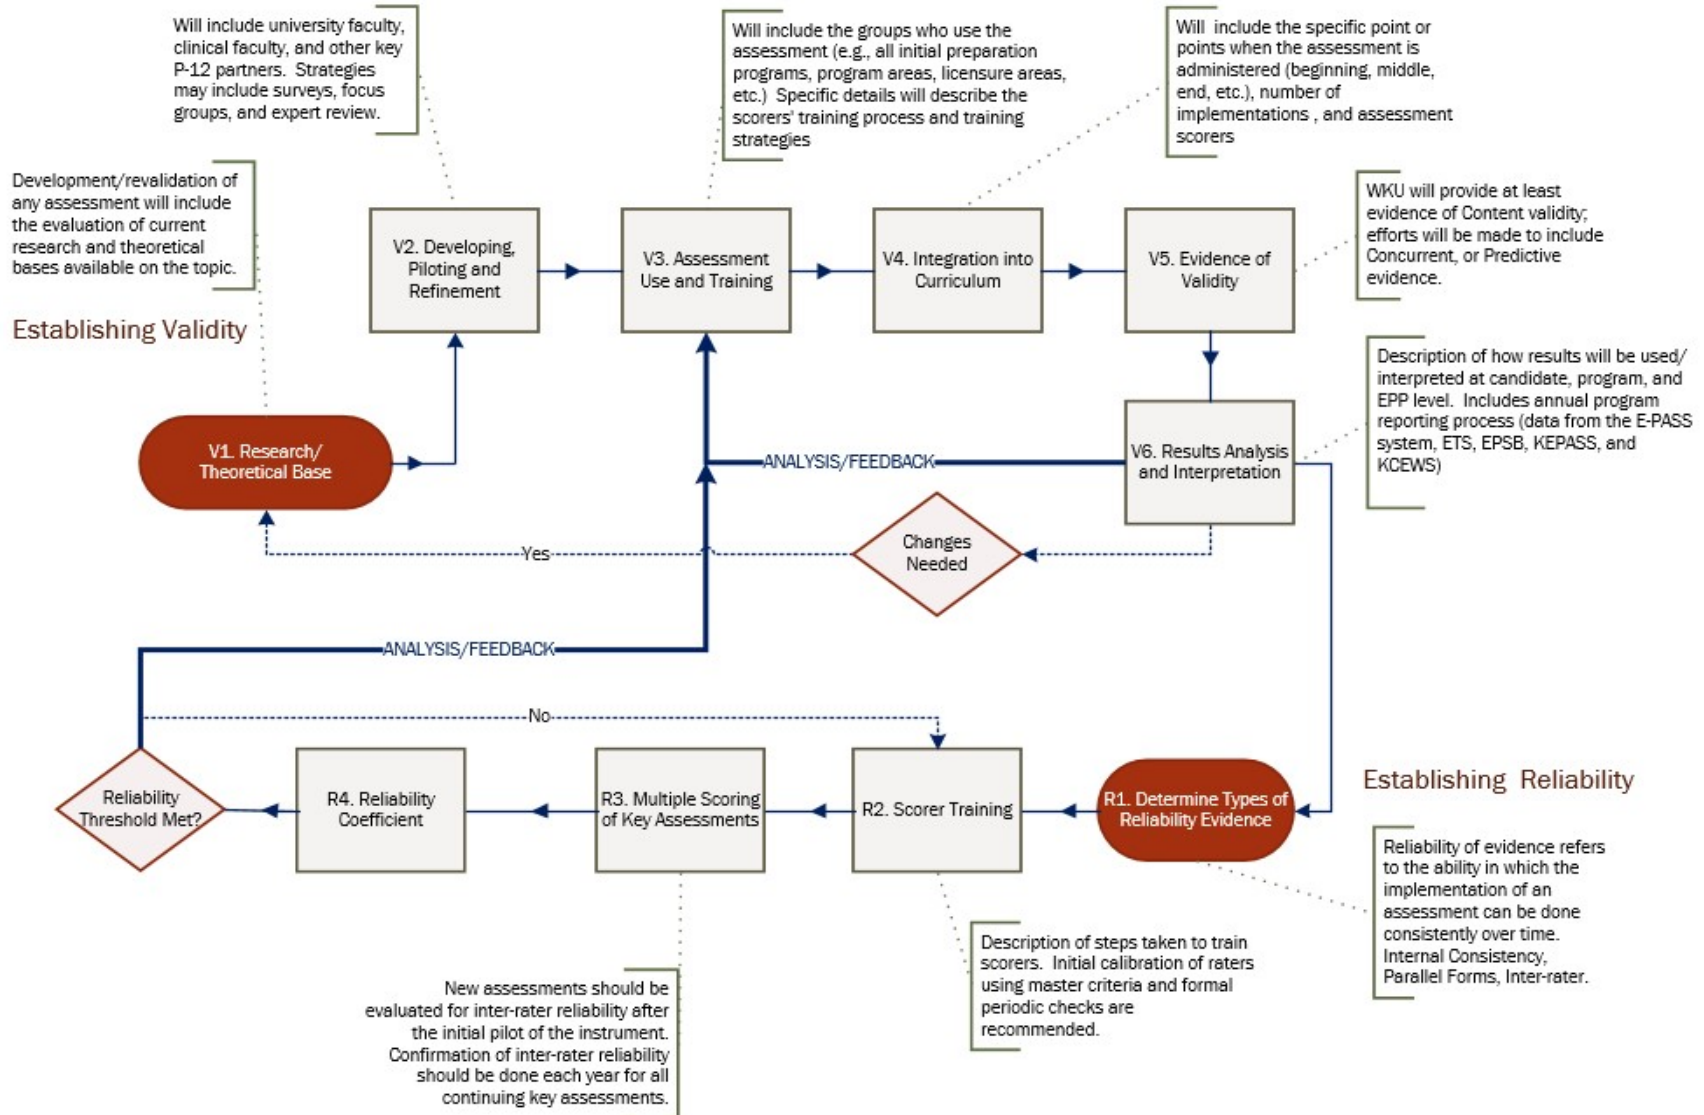 Will include university faculty,
clinical faculty, and other key
P-12 partners. Strategies
may include surveys, focus
groups, and expert review.
Will include the groups who use the
assessment (e.g., all initial preparation
programs, program areas, licensure areas,
etc.) Specific details will describe the
scorers' training process and training
strategies
Will include the specific point or
points when the assessment is
administered (beginning, middle,
end, etc.), number of
implementations , and assessment
scorers
Development/revalidation of
any assessment will include
the evaluation of current
research and theoretical
bases available on the topic.
WKU will provide at least
evidence of Content validity;
efforts will be made to include
Concurrent, or Predictive
evidence.
Establishing Validity
V2. Developing,
Piloting and
Refinement
V3. Assessment
Use and Training
V4. Integration into
Curriculum
V5. Evidence of
Validity
Description of how results will be used/
interpreted at candidate, program, and
EPP level. Includes annual program
reporting process (data from the E-PASS
system, ETS, EPSB, KEPASS, and
KCEWS)
V1. Research/
Theoretical Base
ANALYSIS/FEEDBACK
V6. Results Analysis
and Interpretation
Yes
Changes
Needed
ANALYSIS/FEEDBACK
No
Establishing Reliability
Reliability
Threshold Met?
R4. Reliability
Coefficient
R3. Multiple Scoring
of Key Assessments
R2. Scorer Training
R1. Determine Types of
Reliability Evidence
Reliability of evidence refers
to the ability in which the
implementation of an
assessment can be done
consistently over time.
Internal Consistency,
Parallel Forms, Inter-rater.
Description of steps taken to train
scorers. Initial calibration of raters
using master criteria and formal
periodic checks are
recommended.
New assessments should be
evaluated for inter-rater reliability after
the initial pilot of the instrument.
Confirmation of inter-rater reliability
should be done each year for all
continuing key assessments.